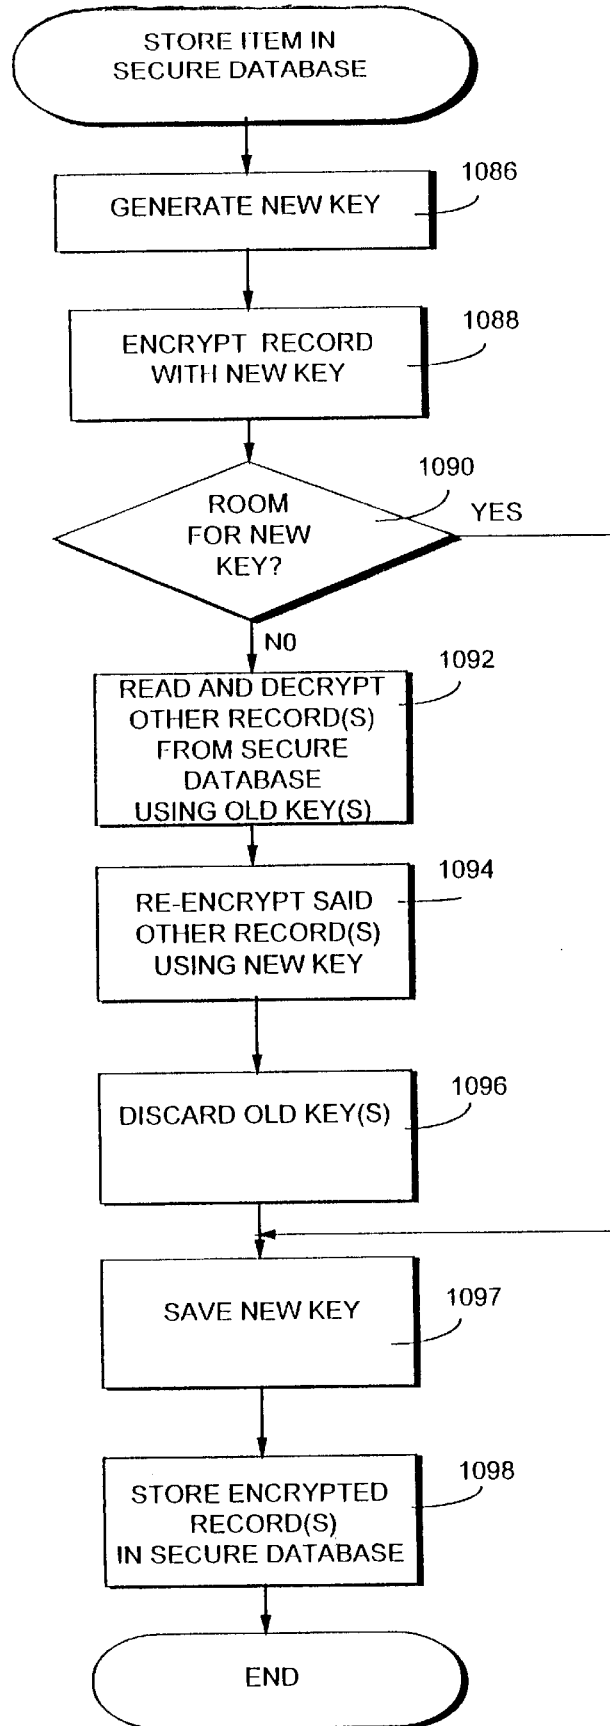 STORE ITEM IN
SECURE DATABASE
1086
GENERATE NEW KEY
1088
ENCRYPT RECORD
WITH NEW KEY
1090
ROOM
FOR NEW
KEY?
YES
NO
1092
READ AND DECRYPT
OTHER RECORD(S)
FROM SECURE
DATABASE
USING OLD KEY(S)
1094
RE-ENCRYPT SAID
OTHER RECORD(S)
USING NEW KEY
1096
DISCARD OLD KEY(S)
1097
SAVE NEW KEY
1098
STORE ENCRYPTED
RECORD(S)
IN SECURE DATABASE
END